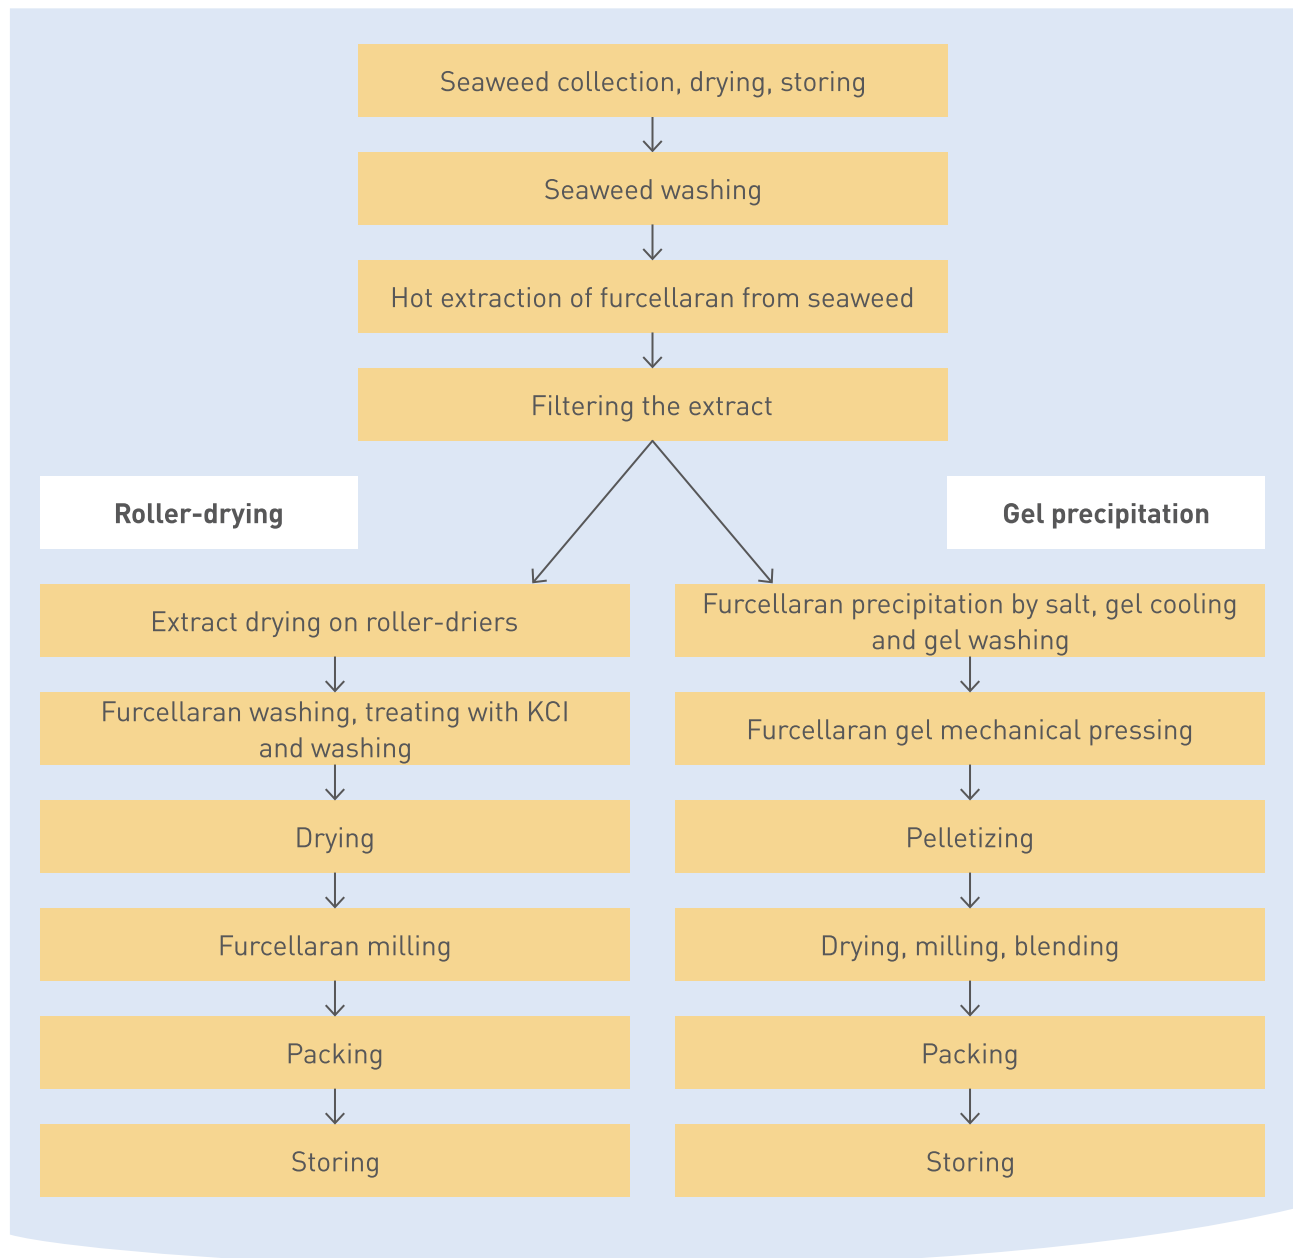 Seaweed collection, drying, storing
Seaweed washing
Hot extraction of furcellaran from seaweed
Filtering the extract
Roller-drying
Gel precipitation
Extract drying on roller-driers
Furcellaran washing, treating with KCI
and washing
Drying
Furcellaran milling
Packing
Storing
Furcellaran precipitation by salt, gel cooling
and gel washing
Furcellaran gel mechanical pressing
Pelletizing
Drying, milling, blending
Packing
Storing